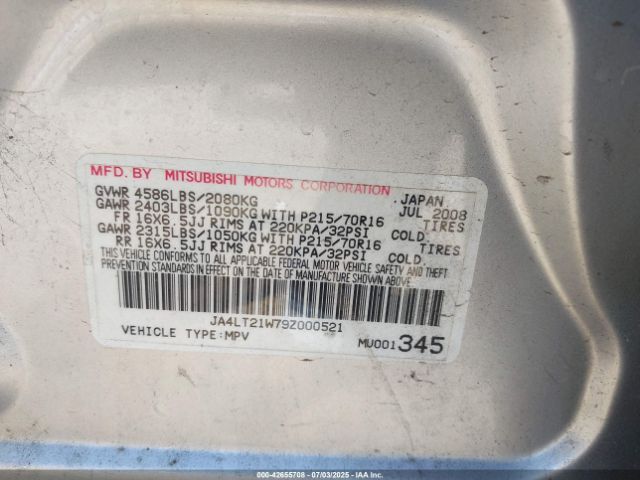 MFD. BY MITSUBISHI MOTORS CORPORATION
GVWR 4586LBS/2080KG JAPAN
GAWR 2403LBS/1090KG WITH P215/70R16 JUL 2008
FR 16X6.5JJ RIMS AT 220KPA/32PSI COLD TIRES
GAWR 2315LBS/1050KG WITH P215/70R16 TIRES
RR 16X6.5JJ RIMS AT 220KPA/32PSI COLD
THIS VEHICLE CONFORMS TO ALL APPLICABLE FEDERAL MOTOR VEHICLE SAFETY AND THEFT
PREVENTION STANDARDS IN EFFECT ON THE DATE OF MANUFACTURE SHOWN ABOVE.
JA4LT21W79Z000521
VEHICLE TYPE:MPV MU001345
000-42655708 07/03/2025 © IAA Holdings, LLC